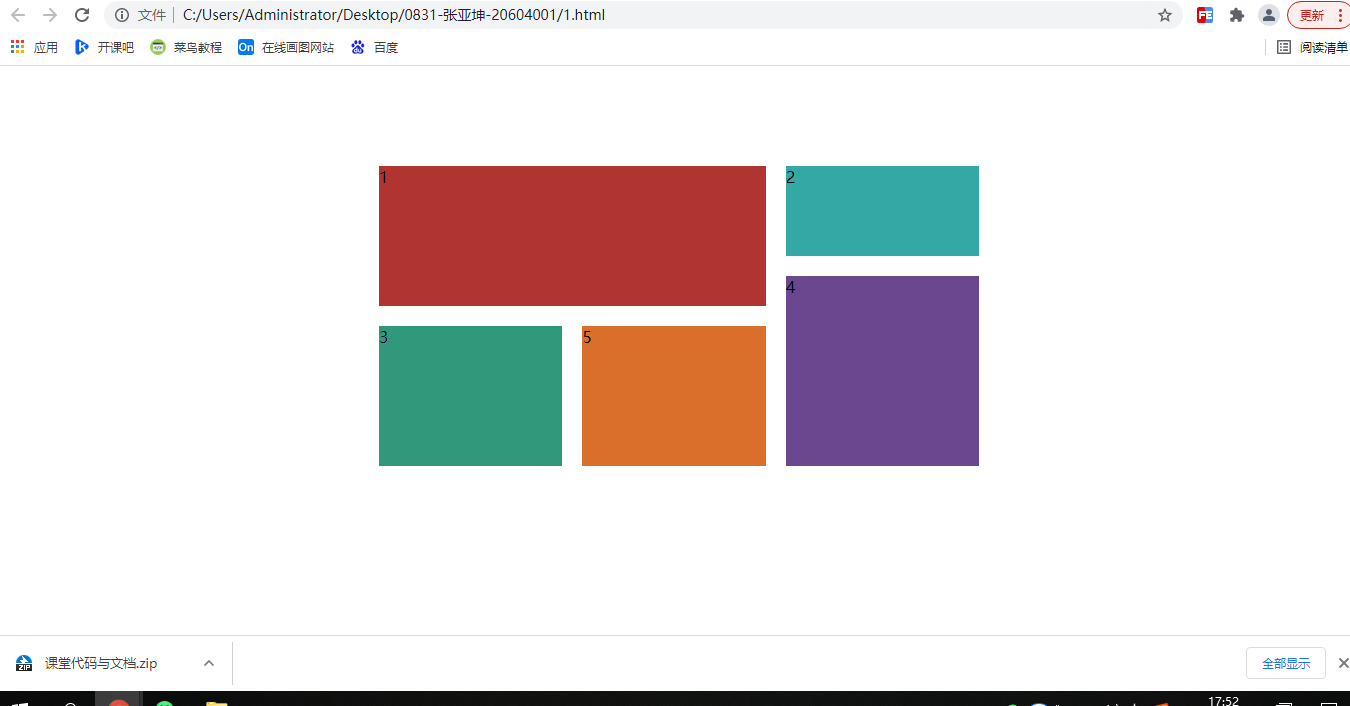 文件 C:/Users/Administrator/Desktop/0831-张亚坤-20604001/1.html FE 更新
应用 开课吧 菜鸟教程 On 在线画图网站 百度 阅读清单
1
2
4
3
5
ZIP 课堂代码与文档.zip 全部显示
17:52